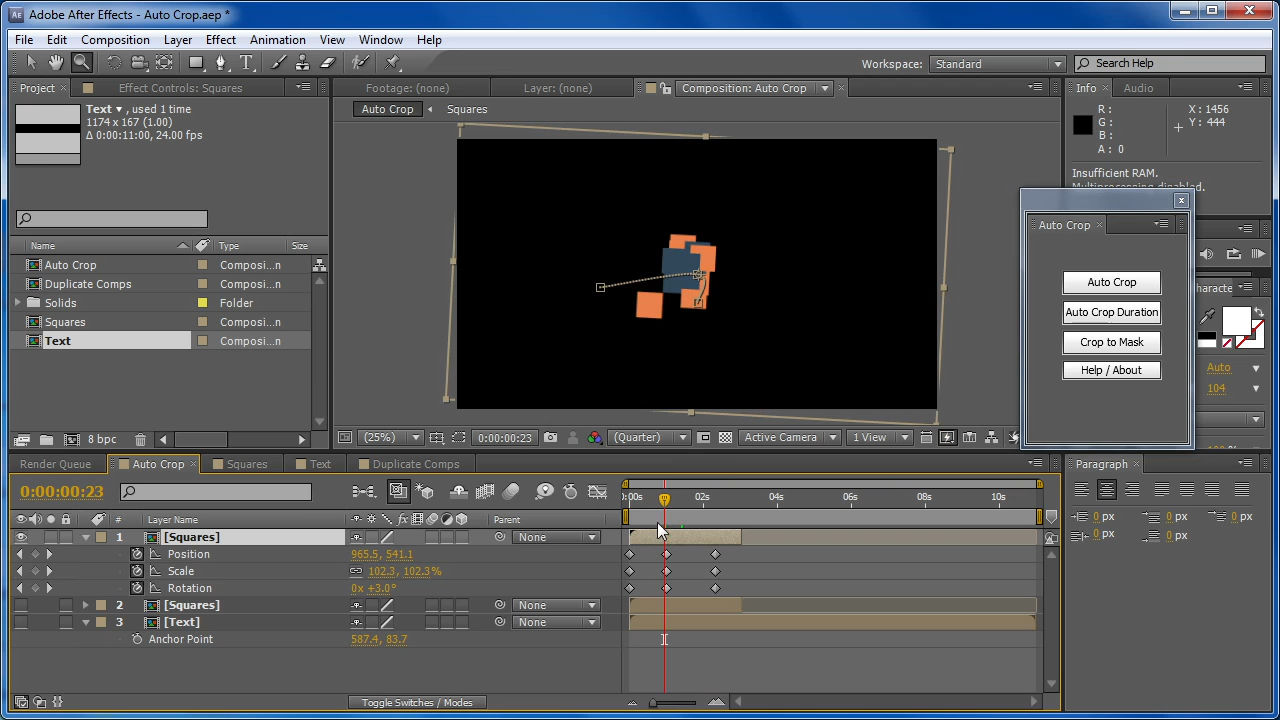 Adobe After Effects - Auto Crop.aep *
File Edit Composition Layer Effect Animation View Window Help
Workspace: Standard Search Help
Project Effect Controls: Squares Footage: (none) Layer: (none) Composition: Auto Crop Info Audio
Text ▾, used 1 time
1174 x 167 (1.00)
Δ 0:00:11:00, 24.00 fps
Auto Crop Squares
R :
G :
B :
A : 0
X : 1456
Y : 444
Insufficient RAM.
Multiprocessing disabled.
Auto Crop
Auto Crop
Auto Crop Duration
Crop to Mask
Help / About
Name Type Size
Auto Crop Composi...n
Duplicate Comps Composi...n
Solids Folder
Squares Composi...n
Text Composi...n
Auto
104
8 bpc
(25%) 0:00:00:23 (Quarter) Active Camera 1 View
Render Queue Auto Crop Squares Text Duplicate Comps
Paragraph
0:00:00:23
02s 04s 06s 08s 10s
# Layer Name Parent
1 [Squares] None
Position 965.5, 541.1
Scale 102.3, 102.3%
Rotation 0x +3.0°
2 [Squares] None
3 [Text] None
Anchor Point 587.4, 83.7
0 px 0 px 0 px
0 px 0 px
Toggle Switches / Modes